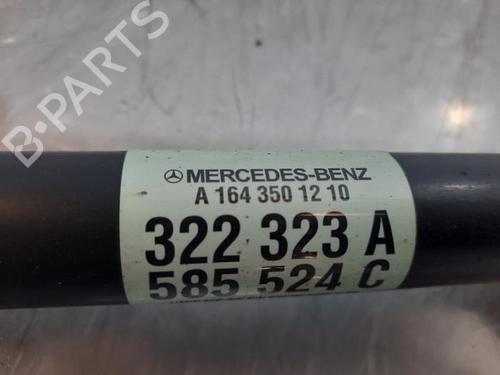 B-PARTS
MERCEDES-BENZ
A 164 350 12 10
322 323 A
585 524 C